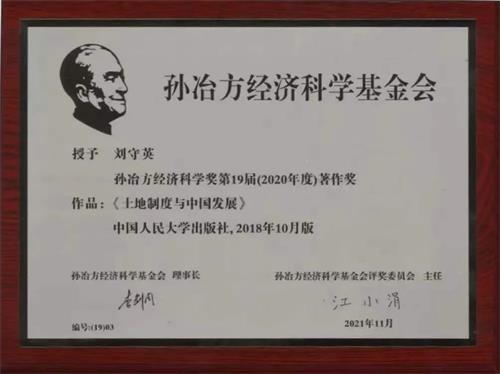 孙冶方经济科学基金会
授予 刘守英
孙冶方经济科学奖第19届(2020年度)著作奖
作品:《土地制度与中国发展》
中国人民大学出版社,2018年10月版
孙冶方经济科学基金会 理事长
孙冶方经济科学基金会评奖委员会 主任
江小涓
编号:(19)03
2021年11月